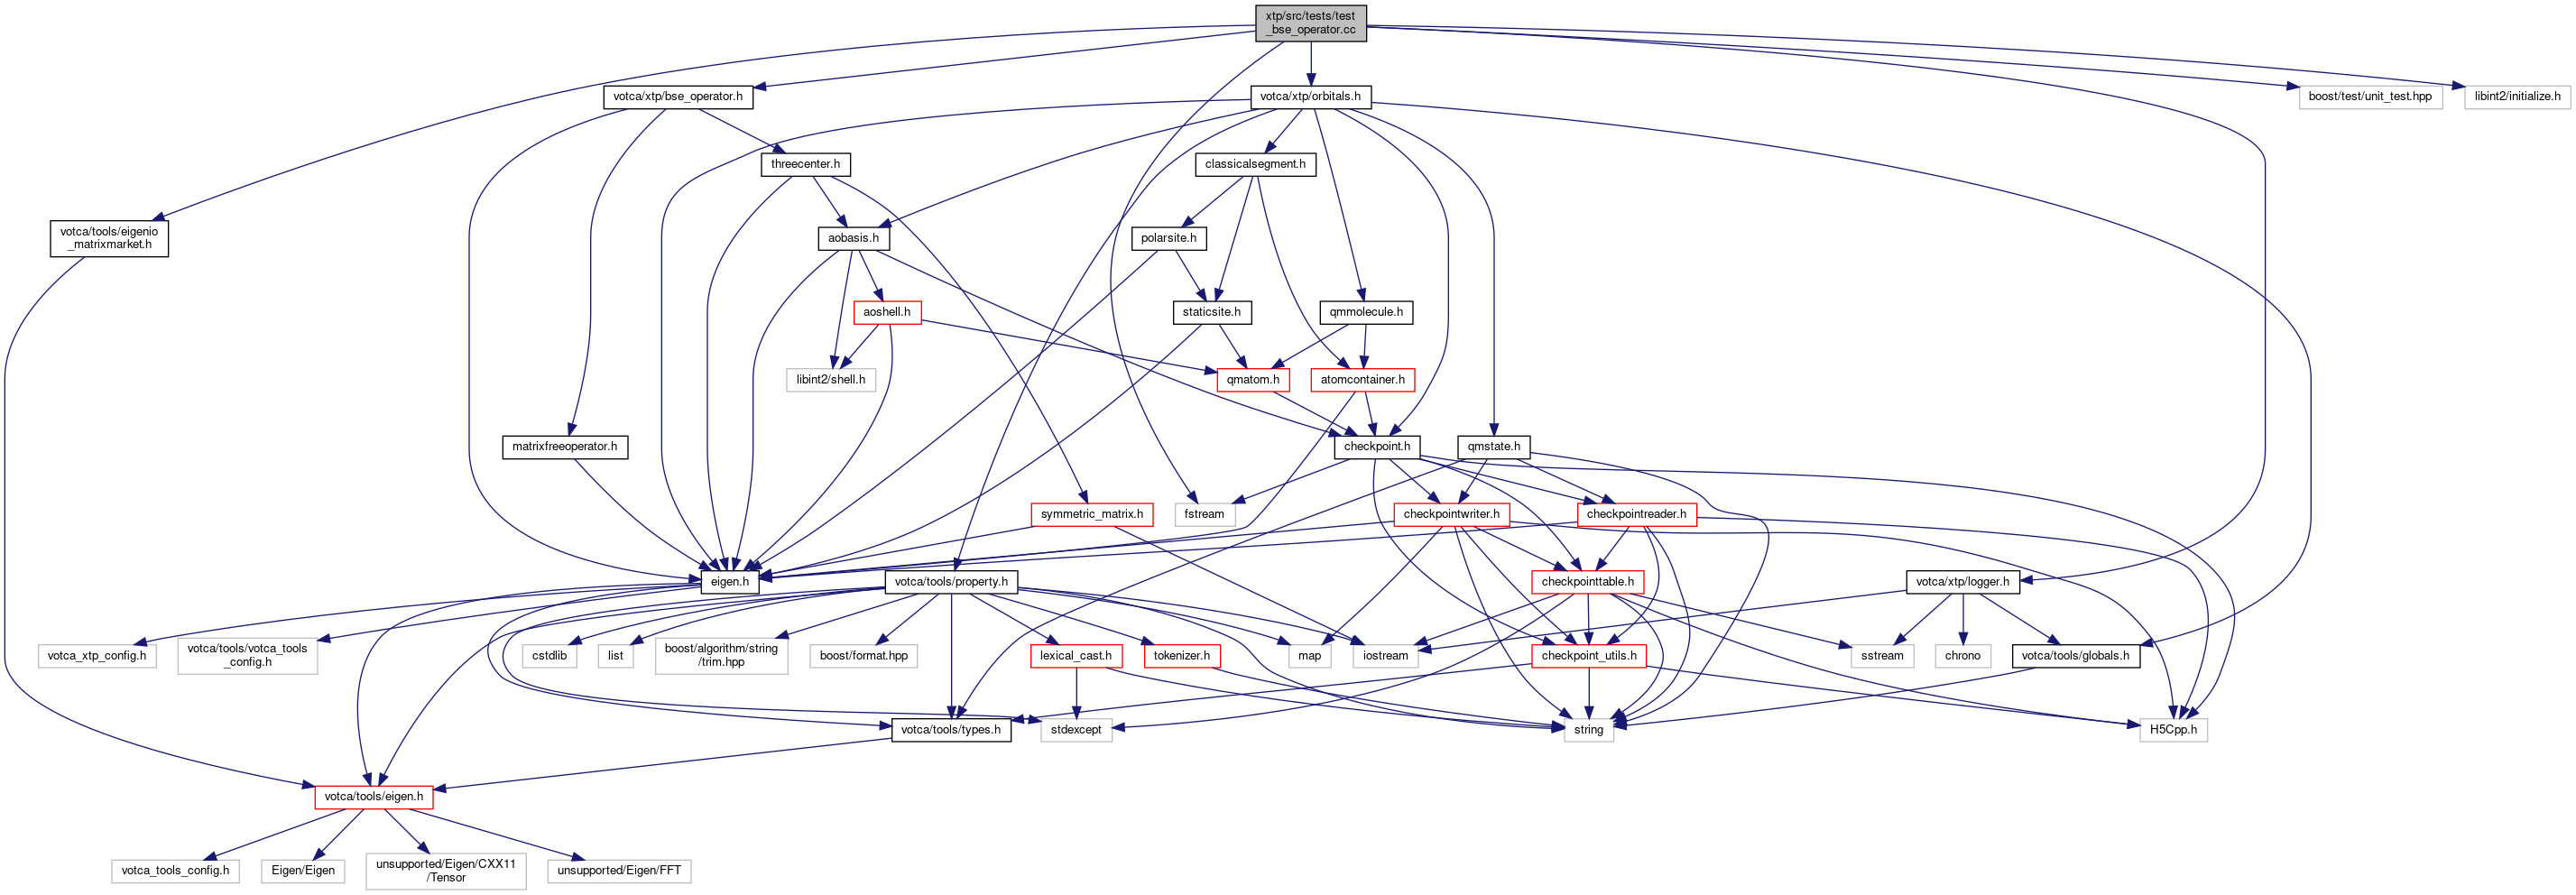 xtp/src/tests/test
_bse_operator.cc
votca/xtp/bse_operator.h
votca/xtp/orbitals.h
boost/test/unit_test.hpp
libint2/initialize.h
threecenter.h
classicalsegment.h
votca/tools/eigenio
_matrixmarket.h
aobasis.h
polarsite.h
aoshell.h
staticsite.h
qmmolecule.h
libint2/shell.h
qmatom.h
atomcontainer.h
matrixfreeoperator.h
checkpoint.h
qmstate.h
symmetric_matrix.h
fstream
checkpointwriter.h
checkpointreader.h
eigen.h
votca/tools/property.h
checkpointtable.h
votca/xtp/logger.h
votca_xtp_config.h
votca/tools/votca_tools
_config.h
cstdlib
list
boost/algorithm/string
/trim.hpp
boost/format.hpp
lexical_cast.h
tokenizer.h
map
iostream
checkpoint_utils.h
sstream
chrono
votca/tools/globals.h
votca/tools/types.h
stdexcept
string
H5Cpp.h
votca/tools/eigen.h
votca_tools_config.h
Eigen/Eigen
unsupported/Eigen/CXX11
/Tensor
unsupported/Eigen/FFT